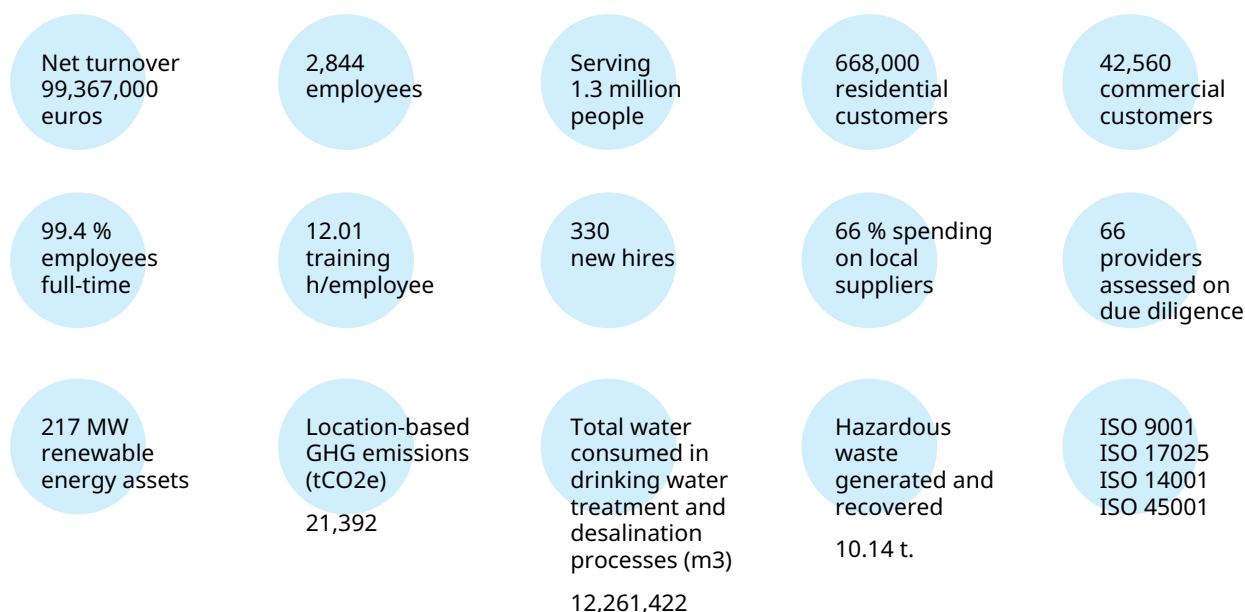 Net turnover
99,367,000
euros
2,844
employees
Serving
1.3 million
people
668,000
residential
customers
42,560
commercial
customers
99.4 %
employees
full-time
12.01
training
h/employee
330
new hires
66 % spending
on local
suppliers
66
providers
assessed on
due diligence
217 MW
renewable
energy assets
Location-based
GHG emissions
(tCO2e)
21,392
Total water
consumed in
drinking water
treatment and
desalination
processes (m3)
12,261,422
Hazardous
waste
generated and
recovered
10.14 t.
ISO 9001
ISO 17025
ISO 14001
ISO 45001